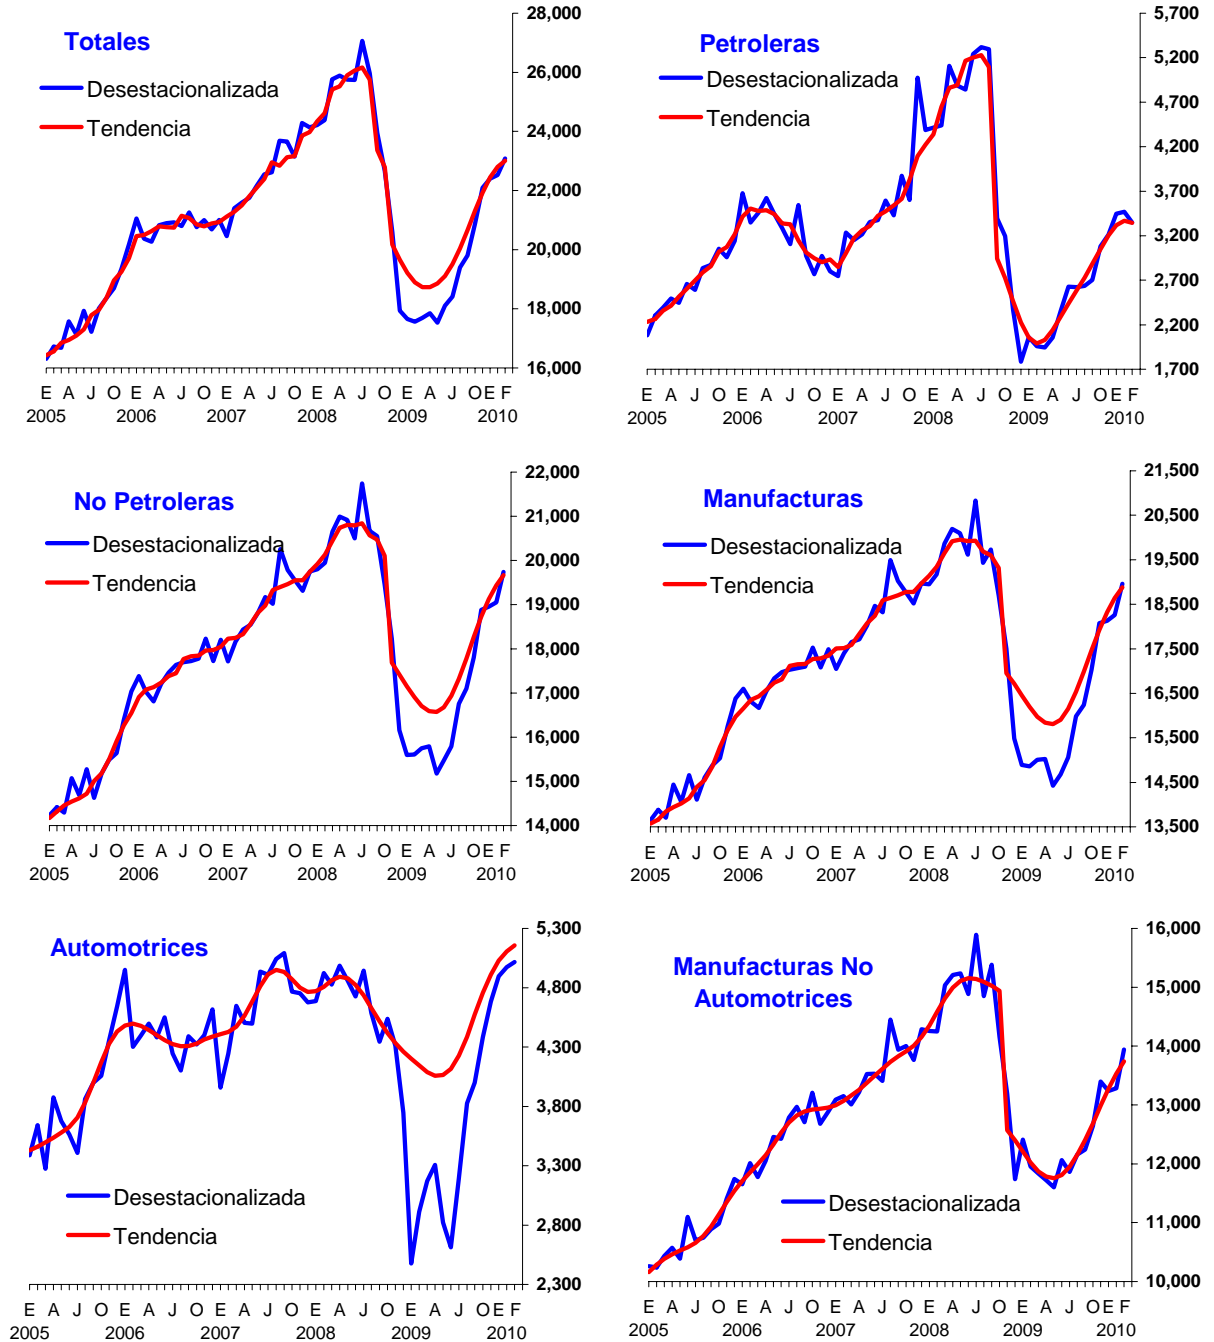 Totales
Desestacionalizada
Tendencia
28,000
26,000
24,000
22,000
20,000
18,000
16,000
E A J O E A J O E A J O E A J O E A J O E F
2005 2006 2007 2008 2009 2010
Petroleras
Desestacionalizada
Tendencia
5,700
5,200
4,700
4,200
3,700
3,200
2,700
2,200
1,700
E A J O E A J O E A J O E A J O E A J O E F
2005 2006 2007 2008 2009 2010
No Petroleras
Desestacionalizada
Tendencia
22,000
21,000
20,000
19,000
18,000
17,000
16,000
15,000
14,000
E A J O E A J O E A J O E A J O E A J O E F
2005 2006 2007 2008 2009 2010
Manufacturas
Desestacionalizada
Tendencia
21,500
20,500
19,500
18,500
17,500
16,500
15,500
14,500
13,500
E A J O E A J O E A J O E A J O E A J O E F
2005 2006 2007 2008 2009 2010
Automotrices
Desestacionalizada
Tendencia
5,300
4,800
4,300
3,800
3,300
2,800
2,300
E A J O E A J O E A J O E A J O E A J O E F
2005 2006 2007 2008 2009 2010
Manufacturas No
Automotrices
Desestacionalizada
Tendencia
16,000
15,000
14,000
13,000
12,000
11,000
10,000
E A J O E A J O E A J O E A J O E A J O E F
2005 2006 2007 2008 2009 2010